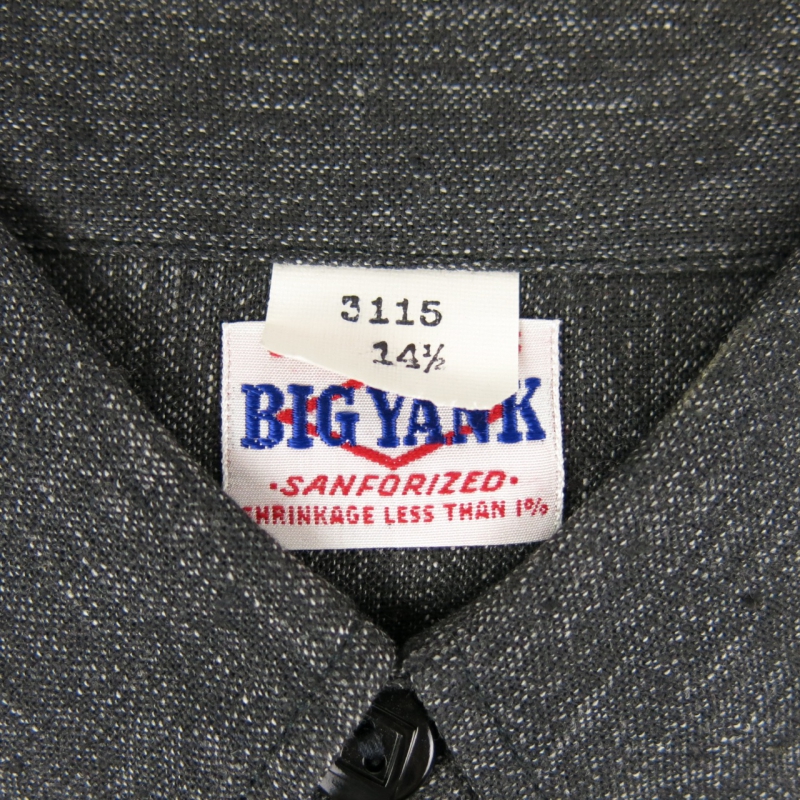 3115
14½
BIG YANK
·SANFORIZED·
SHRINKAGE LESS THAN 1%